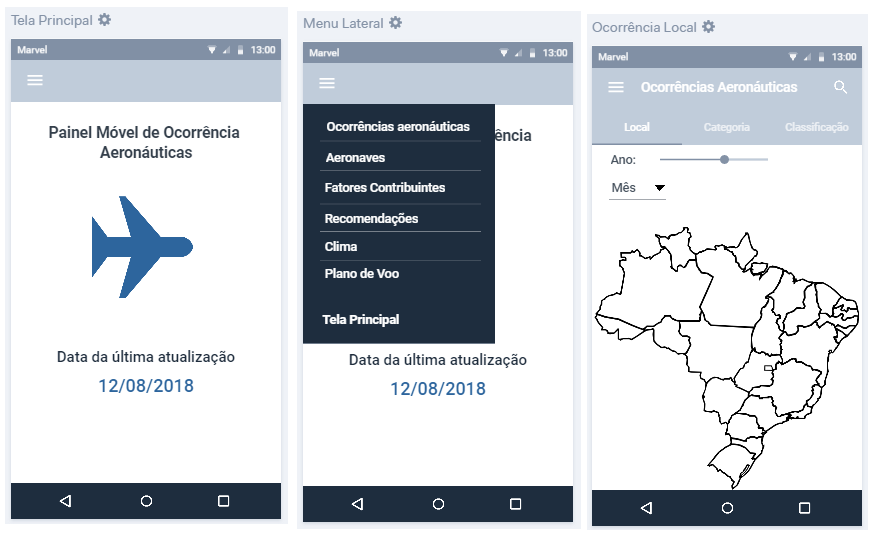 Tela Principal
Marvel 13:00
Painel Móvel de Ocorrência
Aeronáuticas
Data da última atualização
12/08/2018
Menu Lateral
Marvel 13:00
ência
Ocorrências aeronáuticas
Aeronaves
Fatores Contribuintes
Recomendações
Clima
Plano de Voo
Tela Principal
Data da última atualização
12/08/2018
Ocorrência Local
Marvel 13:00
Ocorrências Aeronáuticas
Local Categoria Classificação
Ano:
Mês